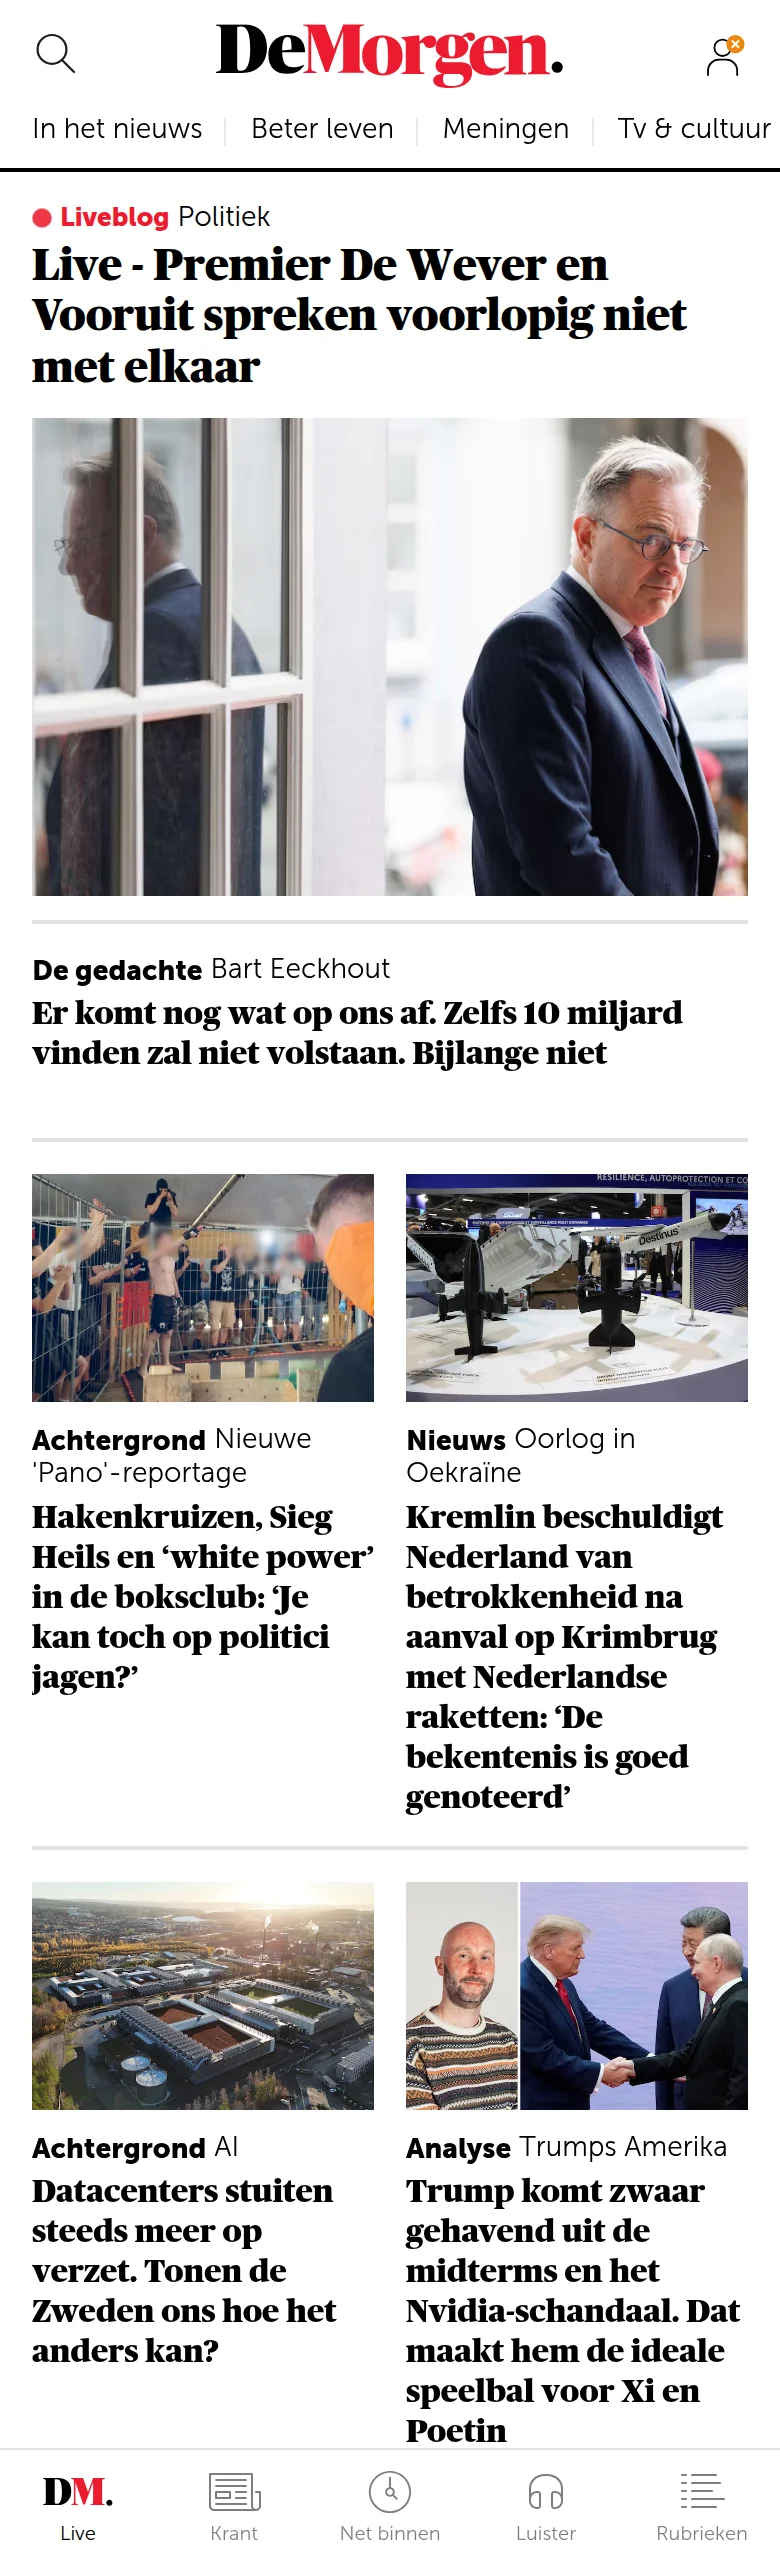 DeMorgen.
In het nieuws
Beter leven
Meningen
Tv & cultuur
Liveblog Politiek
Live - Premier De Wever en
Vooruit spreken voorlopig niet
met elkaar
De gedachte Bart Eeckhout
Er komt nog wat op ons af. Zelfs 10 miljard
vinden zal niet volstaan. Bijlange niet
RESILIENCE, AUTOPROTECTION ET CO
Destinus
Achtergrond Nieuwe
'Pano'-reportage
Hakenkruizen, Sieg
Heils en ‘white power’
in de boksclub: ‘Je
kan toch op politici
jagen?’
Nieuws Oorlog in
Oekraïne
Kremlin beschuldigt
Nederland van
betrokkenheid na
aanval op Krimbrug
met Nederlandse
raketten: ‘De
bekentenis is goed
genoteerd’
Achtergrond AI
Datacenters stuiten
steeds meer op
verzet. Tonen de
Zweden ons hoe het
anders kan?
Analyse Trumps Amerika
Trump komt zwaar
gehavend uit de
midterms en het
Nvidia-schandaal. Dat
maakt hem de ideale
speelbal voor Xi en
Poetin
DM.
Live
Krant
Net binnen
Luister
Rubrieken